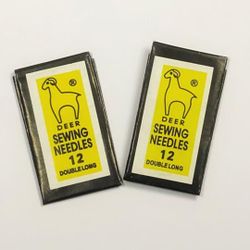 DEER
SEWING
NEEDLES
®
12
DOUBLE LONG
DEER
SEWING
NEEDLES
®
12
DOUBLE LONG